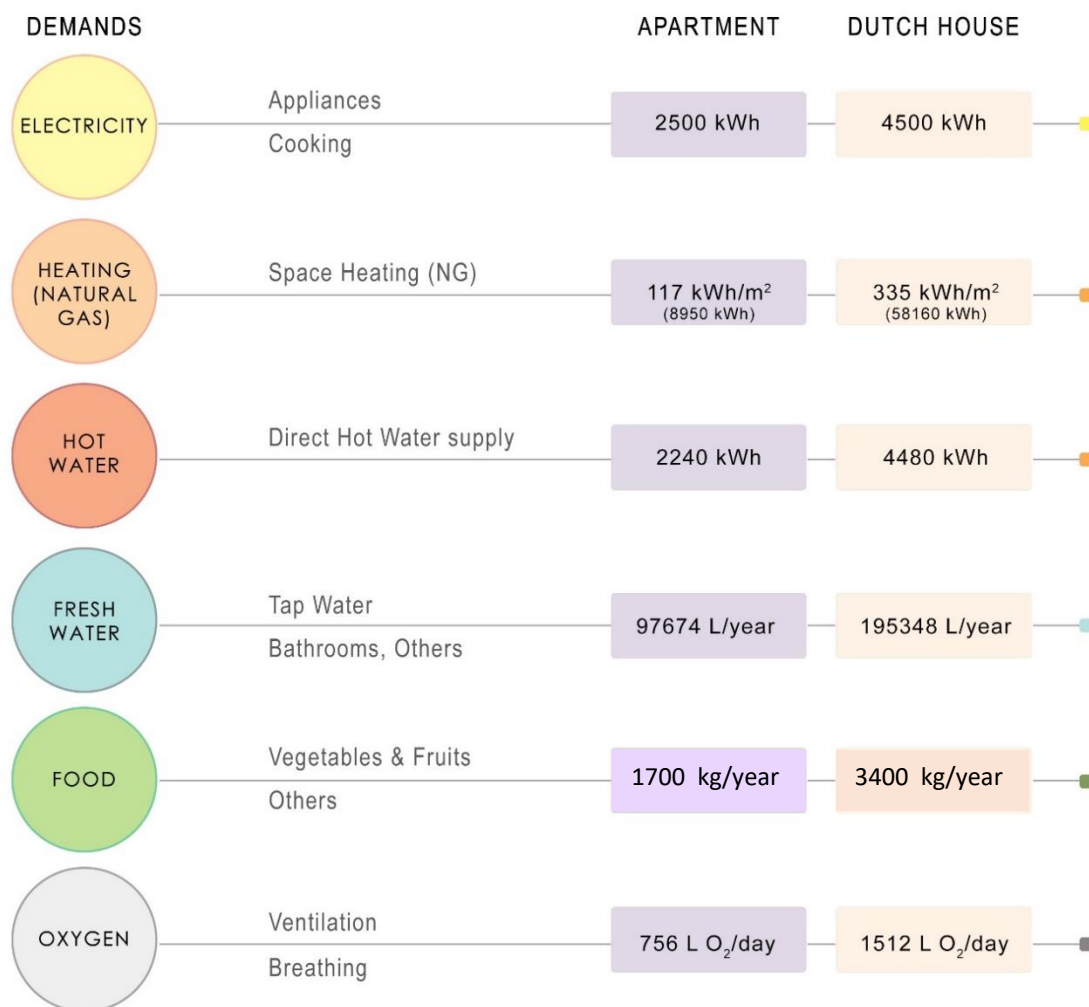 DEMANDS APARTMENT DUTCH HOUSE
ELECTRICITY
Appliances
Cooking
2500 kWh
4500 kWh
HEATING
(NATURAL
GAS)
Space Heating (NG)
117 kWh/m²
(8950 kWh)
335 kWh/m²
(58160 kWh)
HOT
WATER
Direct Hot Water supply
2240 kWh
4480 kWh
FRESH
WATER
Tap Water
Bathrooms, Others
97674 L/year
195348 L/year
FOOD
Vegetables & Fruits
Others
1700 kg/year
3400 kg/year
OXYGEN
Ventilation
Breathing
756 L O₂/day
1512 L O₂/day